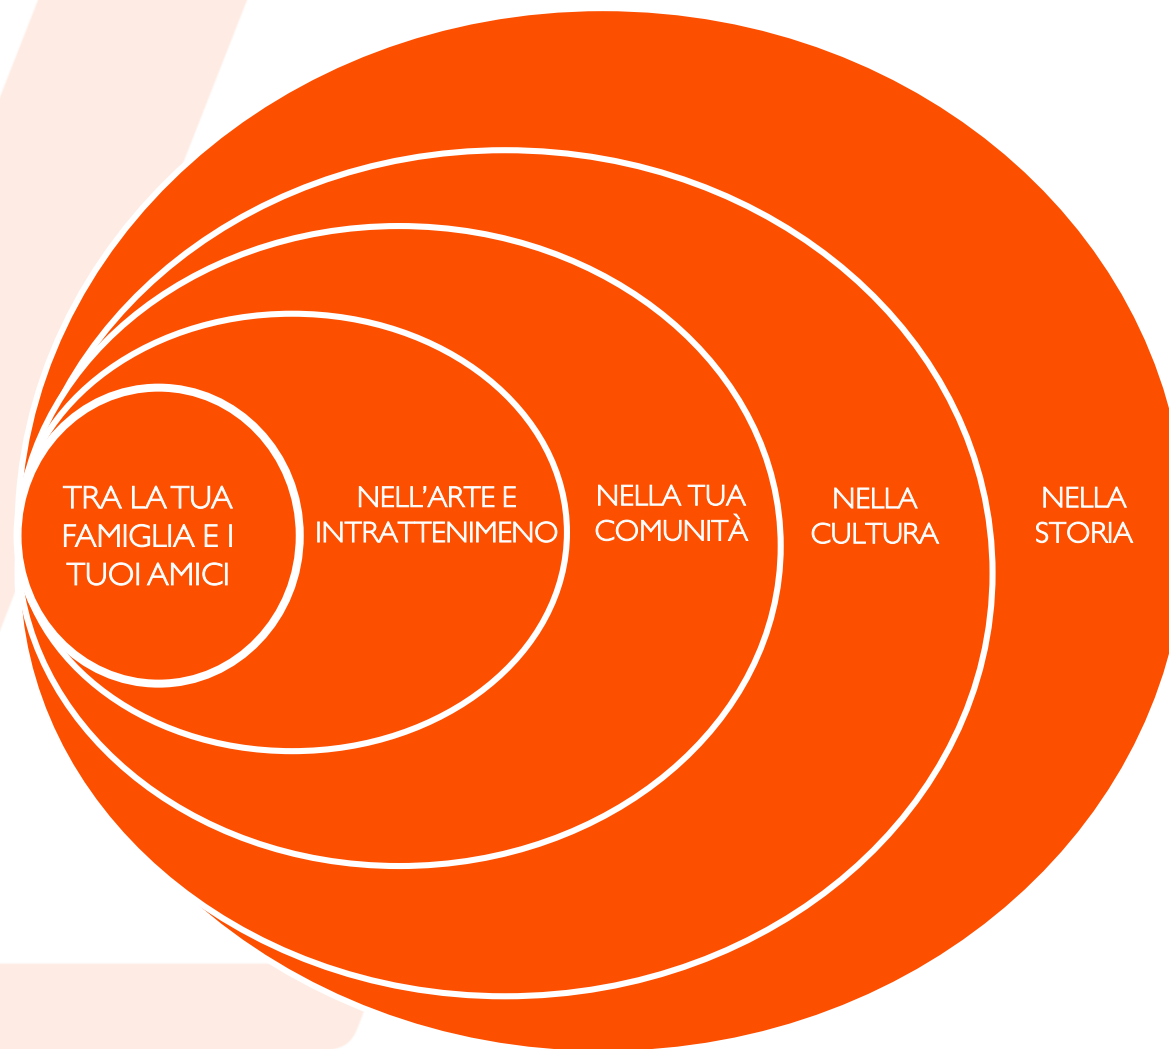 TRA LA TUA
FAMIGLIA E I
TUOI AMICI
NELL'ARTE E
INTRATTENIMENO
NELLA TUA
COMUNITÀ
NELLA
CULTURA
NELLA
STORIA